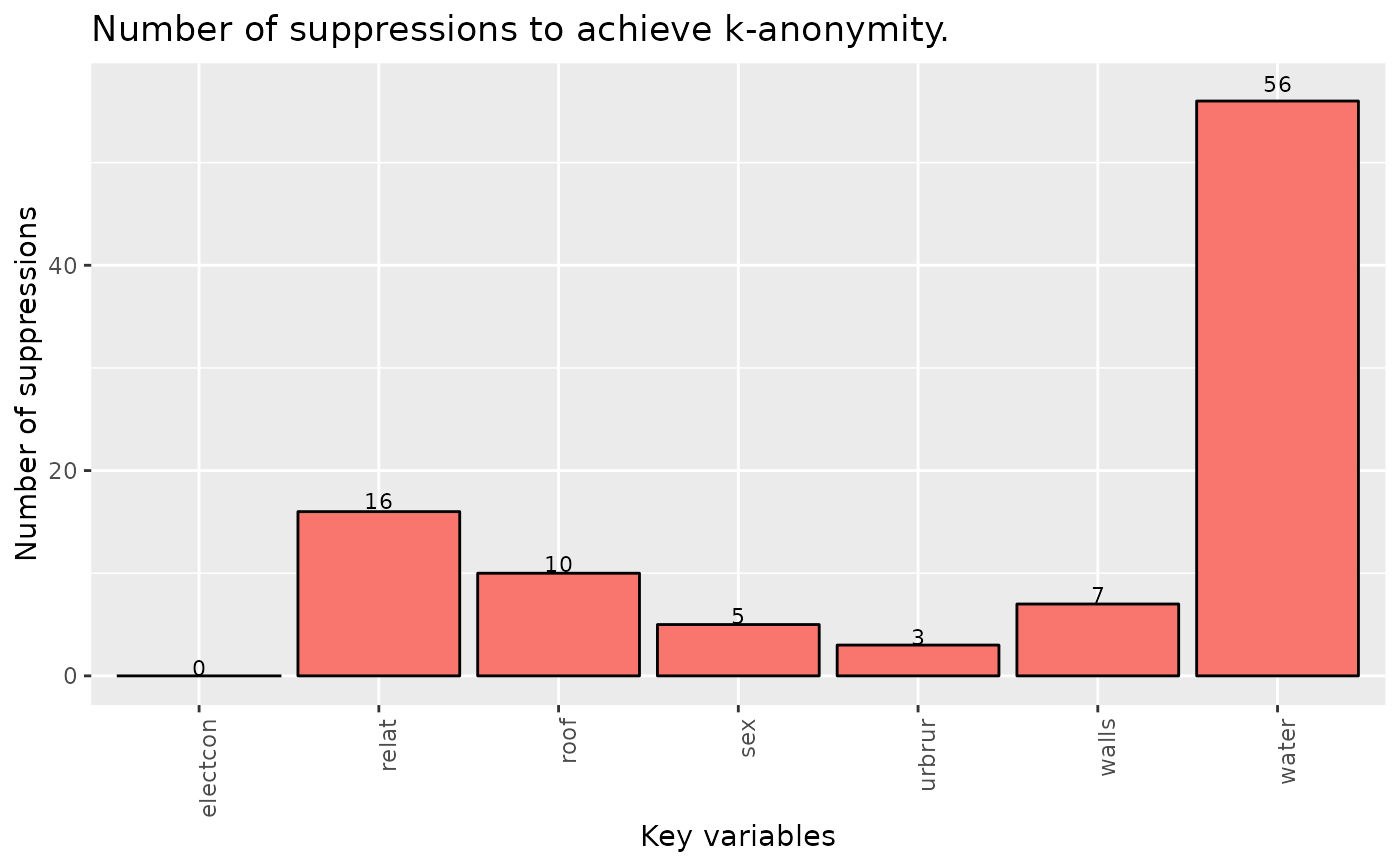 Number of suppressions to achieve k-anonymity.
56
Number of suppressions
40
20
16
10
7
5
3
0
0
electcon
relat
roof
sex
urbrur
walls
water
Key variables